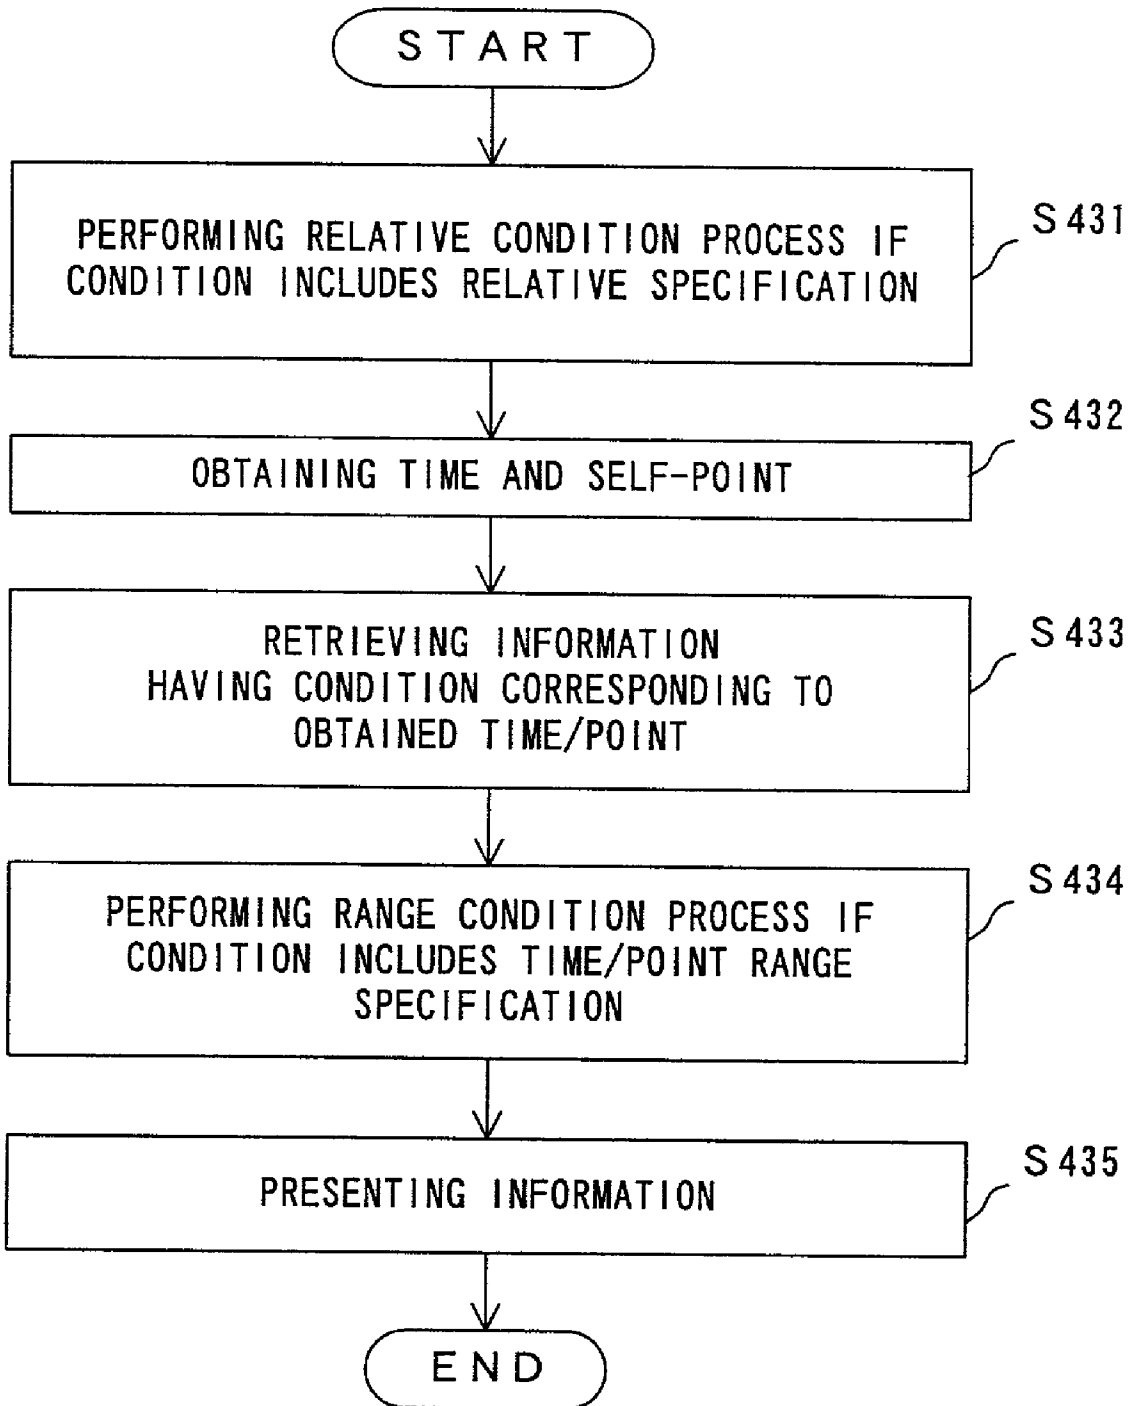 START
PERFORMING RELATIVE CONDITION PROCESS IF
CONDITION INCLUDES RELATIVE SPECIFICATION
S431
OBTAINING TIME AND SELF-POINT
S432
RETRIEVING INFORMATION
HAVING CONDITION CORRESPONDING TO
OBTAINED TIME/POINT
S433
PERFORMING RANGE CONDITION PROCESS IF
CONDITION INCLUDES TIME/POINT RANGE
SPECIFICATION
S434
PRESENTING INFORMATION
S435
END